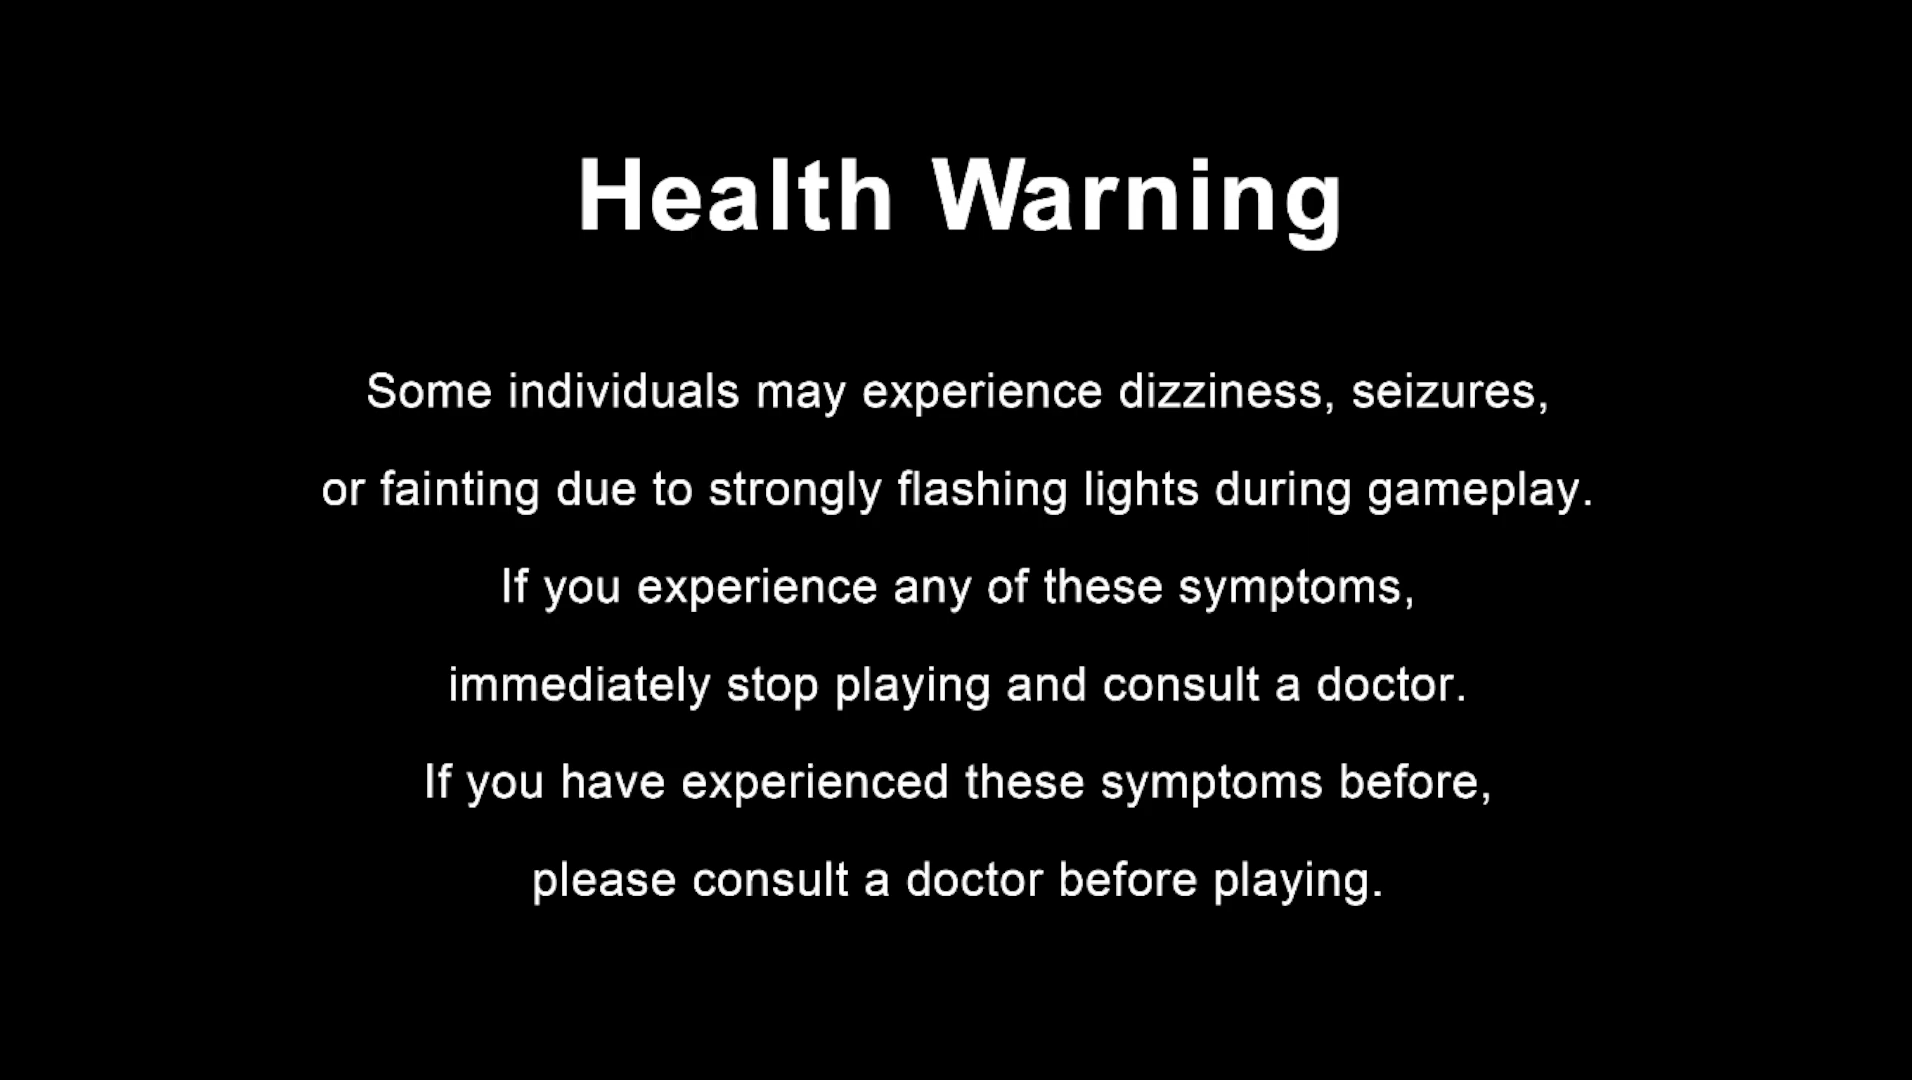 Health Warning
Some individuals may experience dizziness, seizures,
or fainting due to strongly flashing lights during gameplay.
If you experience any of these symptoms,
immediately stop playing and consult a doctor.
If you have experienced these symptoms before,
please consult a doctor before playing.